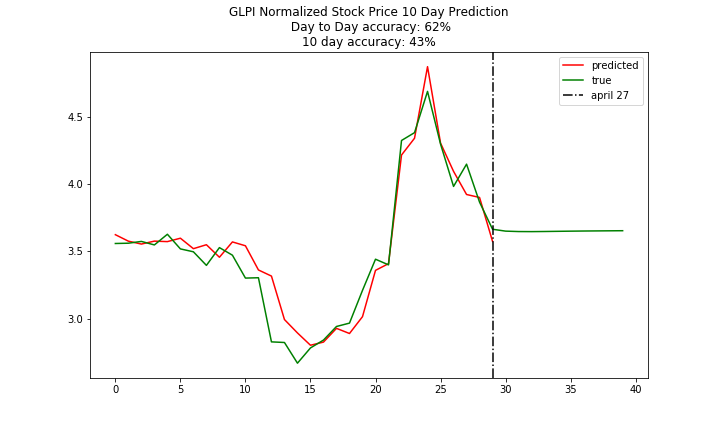 GLPI Normalized Stock Price 10 Day Prediction
Day to Day accuracy: 62%
10 day accuracy: 43%
predicted
true
april 27
4.5
4.0
3.5
3.0
0 5 10 15 20 25 30 35 40